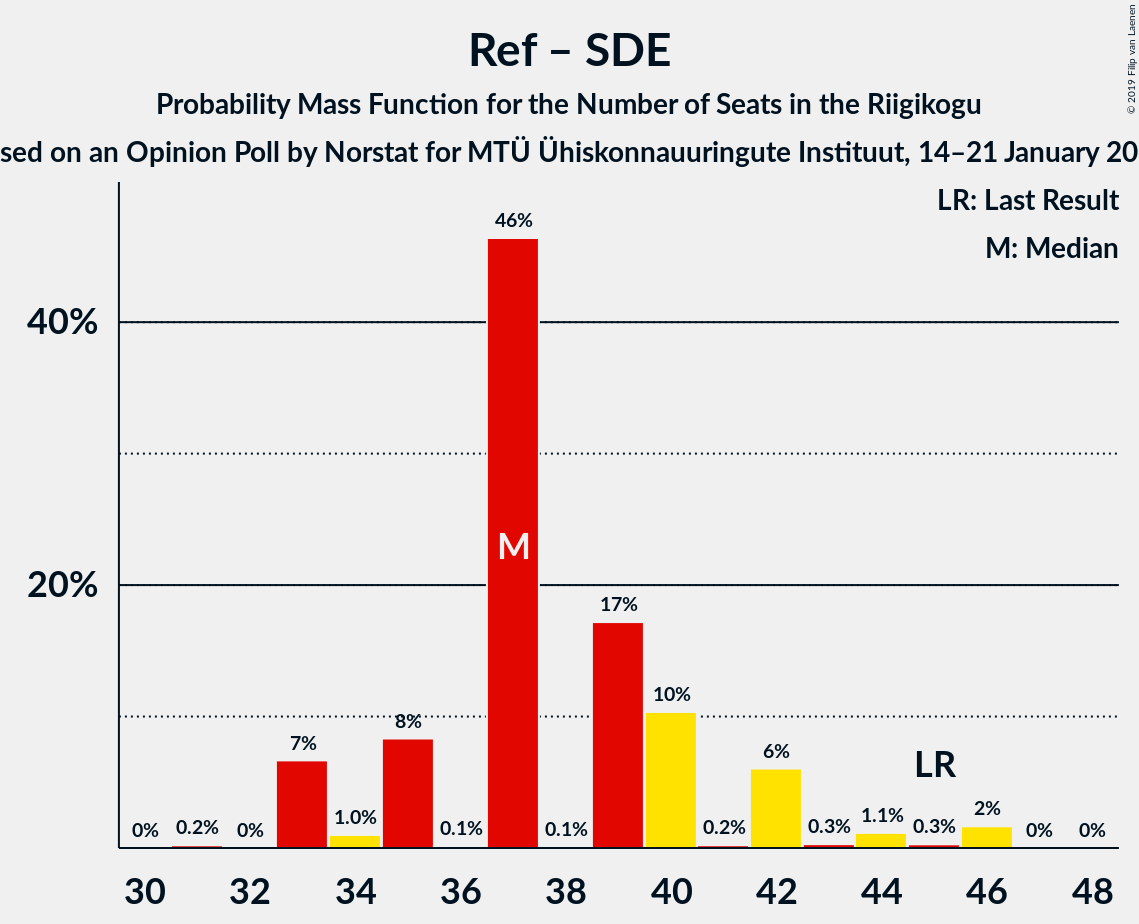 Ref – SDE
Probability Mass Function for the Number of Seats in the Riigikogu
sed on an Opinion Poll by Norstat for MTÜ Ühiskonnauuringute Instituut, 14–21 January 20
© 2019 Filip van Laenen
LR: Last Result
M: Median
46%
40%
M
20%
17%
10%
8%
7%
6%
LR
0% 0.2% 0% 1.0% 0.1% 0.1% 0.2% 0.3% 1.1% 0.3% 2% 0% 0%
30 32 34 36 38 40 42 44 46 48